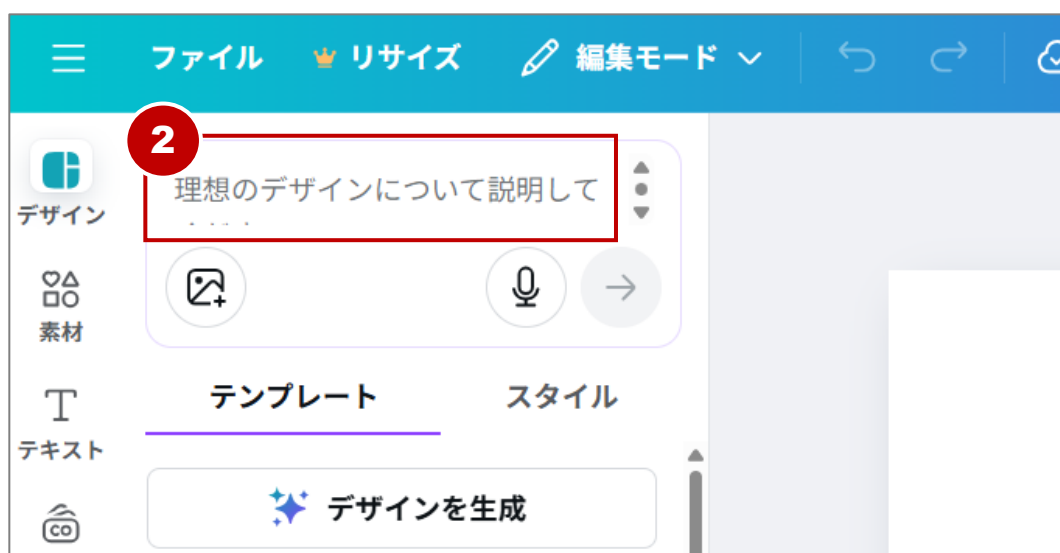 ファイル
リサイズ
編集モード
2
理想のデザインについて説明して
デザイン
素材
テキスト
テンプレート
スタイル
デザインを生成
co